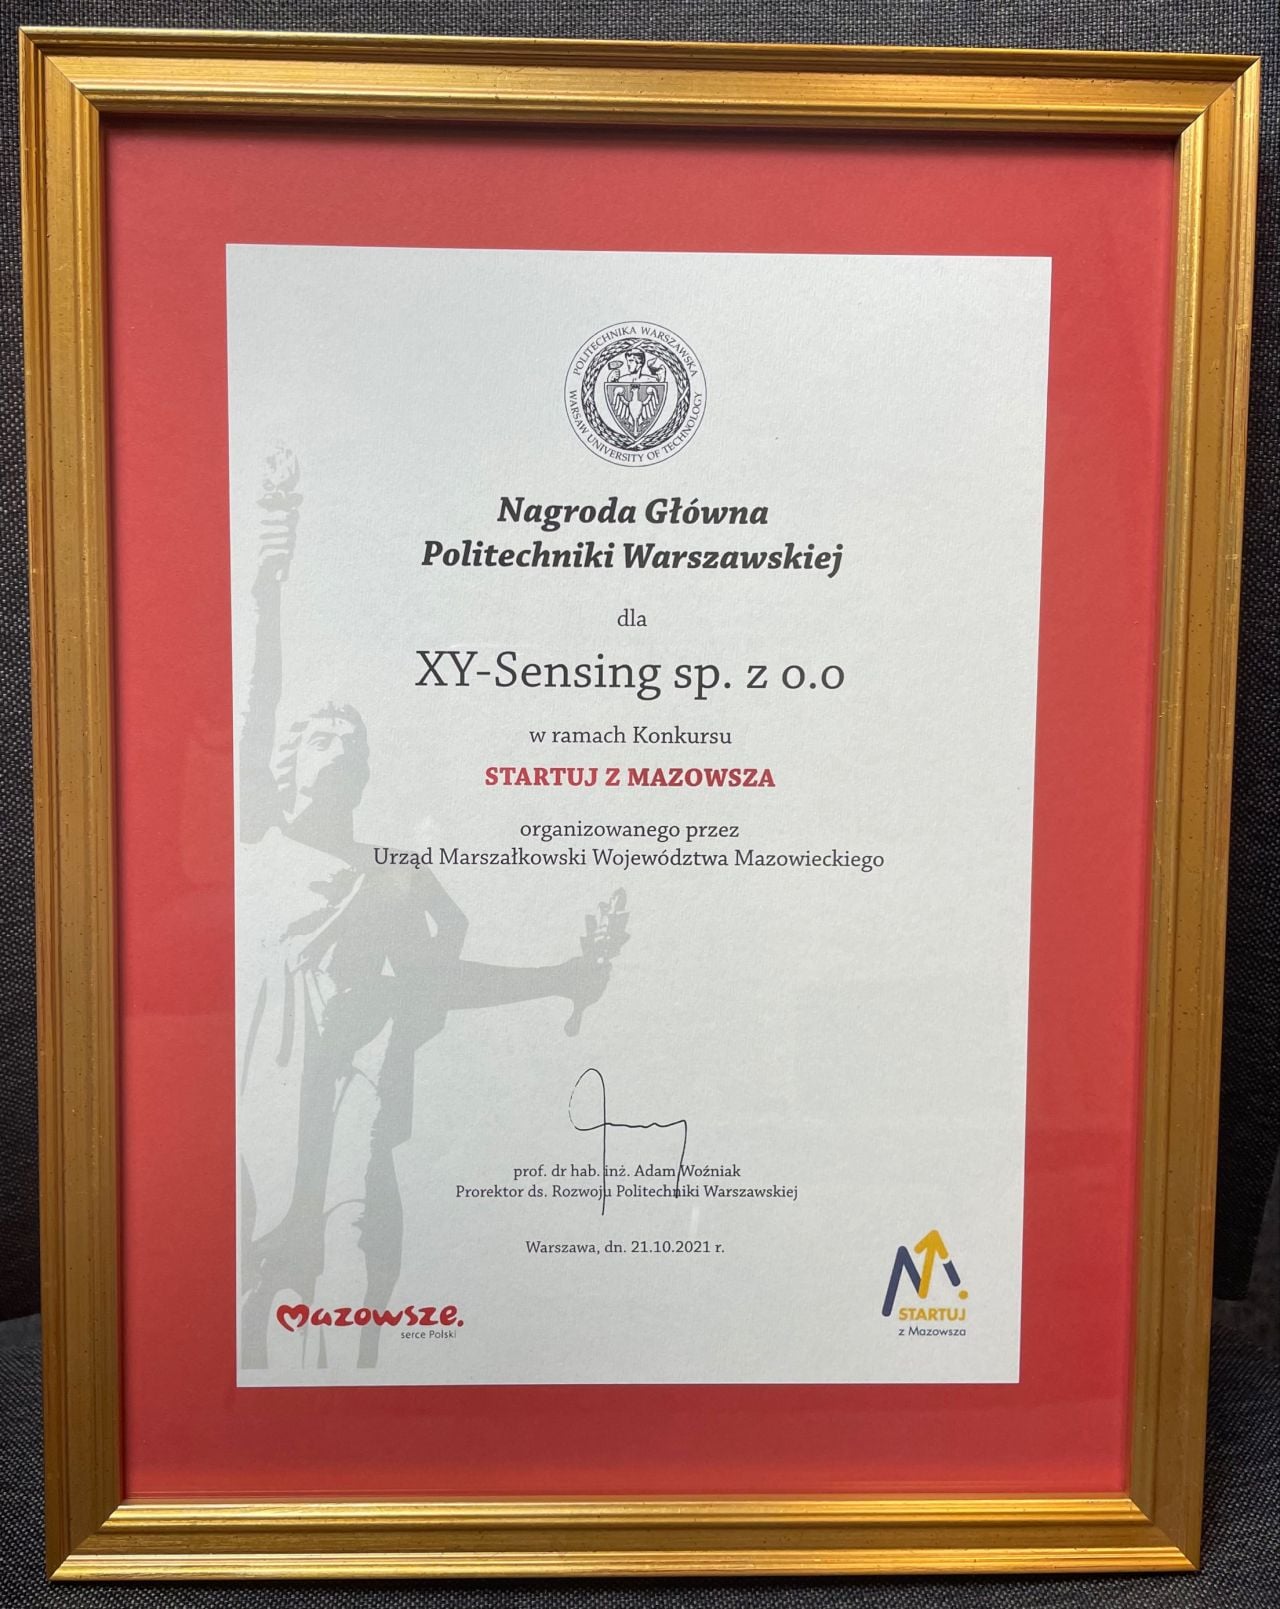 POLITECHNIKA WARSZAWSKA
WARSAW UNIVERSITY OF TECHNOLOGY
Nagroda Główna
Politechniki Warszawskiej
dla
XY-Sensing sp. z o.o
w ramach Konkursu
STARTUJ Z MAZOWSZA
organizowanego przez
Urząd Marszałkowski Województwa Mazowieckiego
prof. dr hab. inż. Adam Woźniak
Prorektor ds. Rozwoju Politechniki Warszawskiej
Warszawa, dn. 21.10.2021 r.
mazowsze.
serce Polski
STARTUJ
z Mazowsza